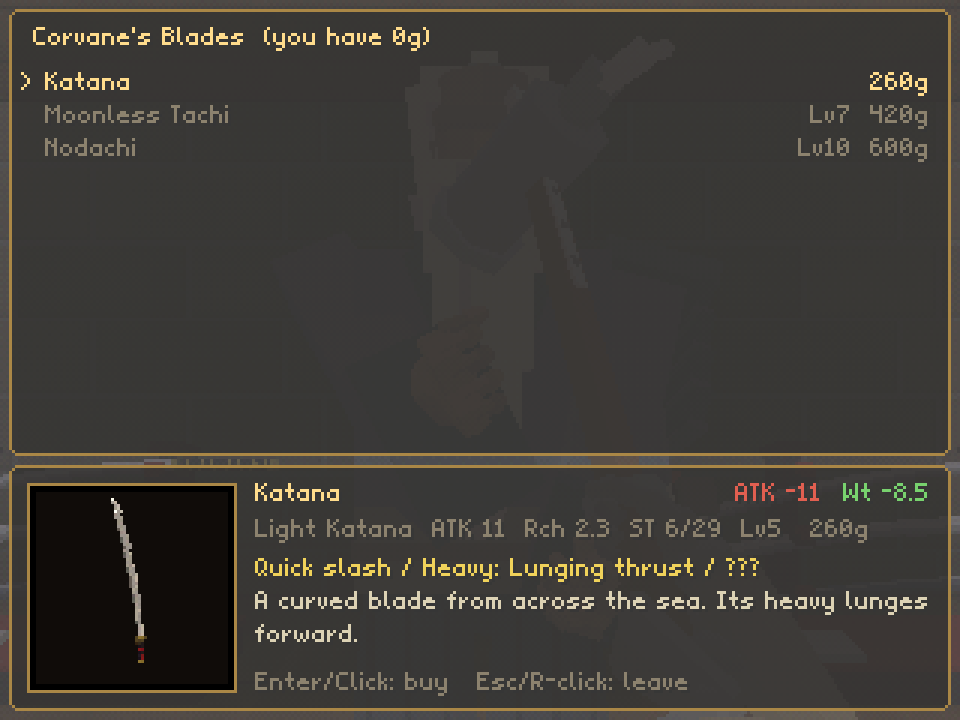 Corvane's Blades (you have 0g)
> Katana 260g
Moonless Tachi Lv7 420g
Nodachi Lv10 600g
Katana ATK -11 Wt -8.5
Light Katana ATK 11 Rch 2.3 ST 6/29 Lv5 260g
Quick slash / Heavy: Lunging thrust / ???
A curved blade from across the sea. Its heavy lunges
forward.
Enter/Click: buy Esc/R-click: leave